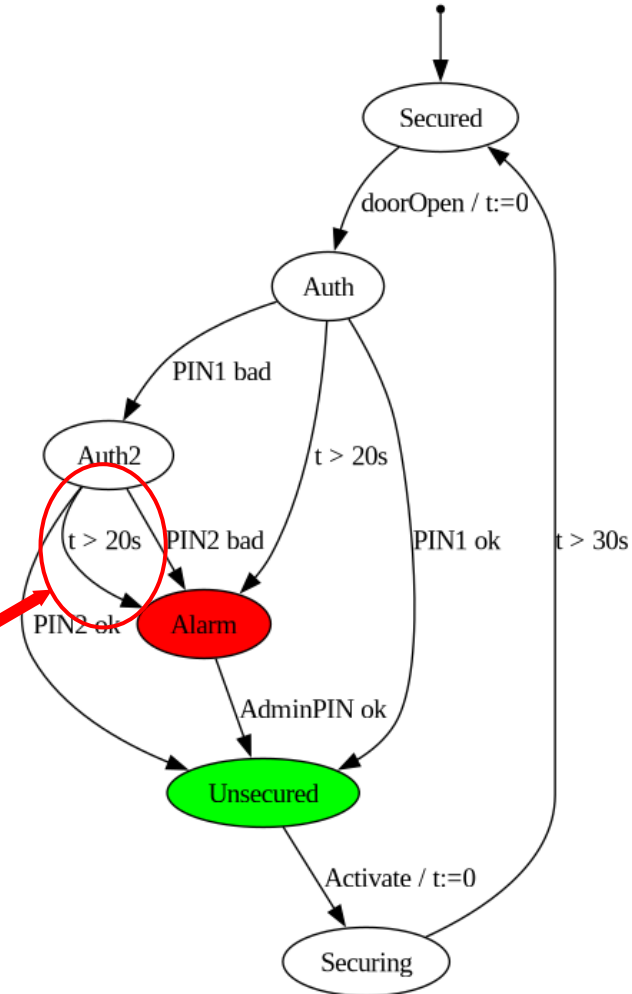 Secured
doorOpen / t:=0
Auth
PIN1 bad
Auth2
t > 20s
t > 20s
PIN2 bad
PIN1 ok
t > 30s
PIN2 ok
Alarm
AdminPIN ok
Unsecured
Activate / t:=0
Securing